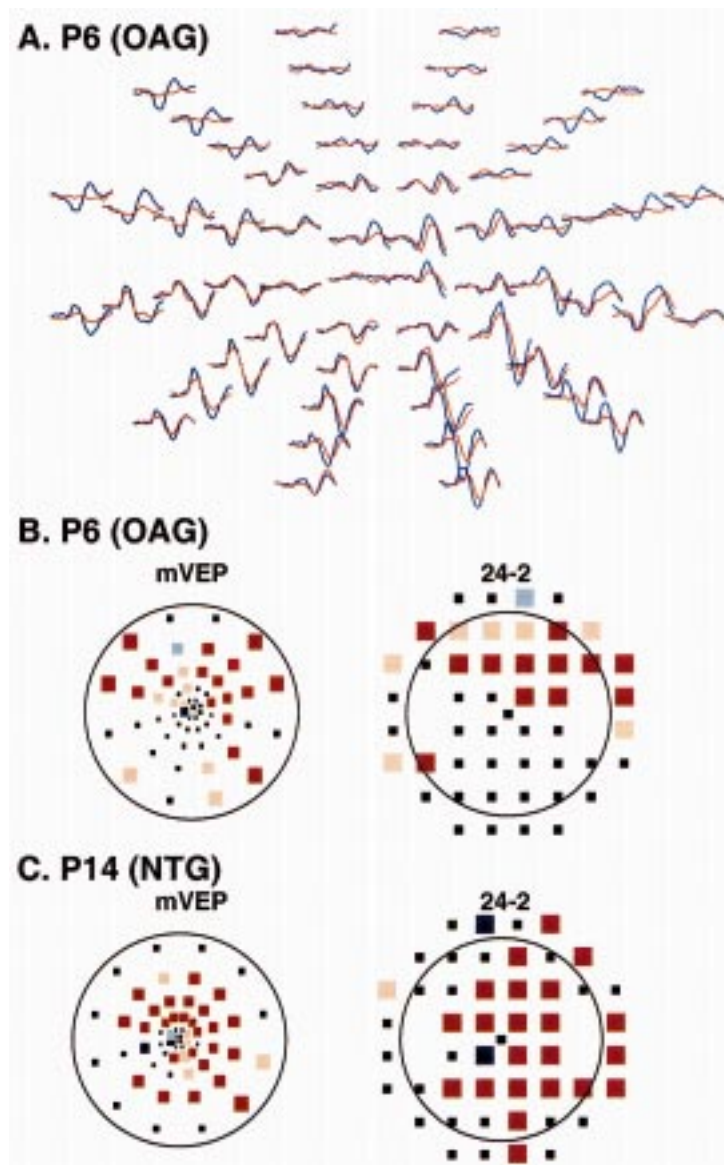 A. P6 (OAG)
B. P6 (OAG)
mVEP 24-2
C. P14 (NTG)
mVEP 24-2